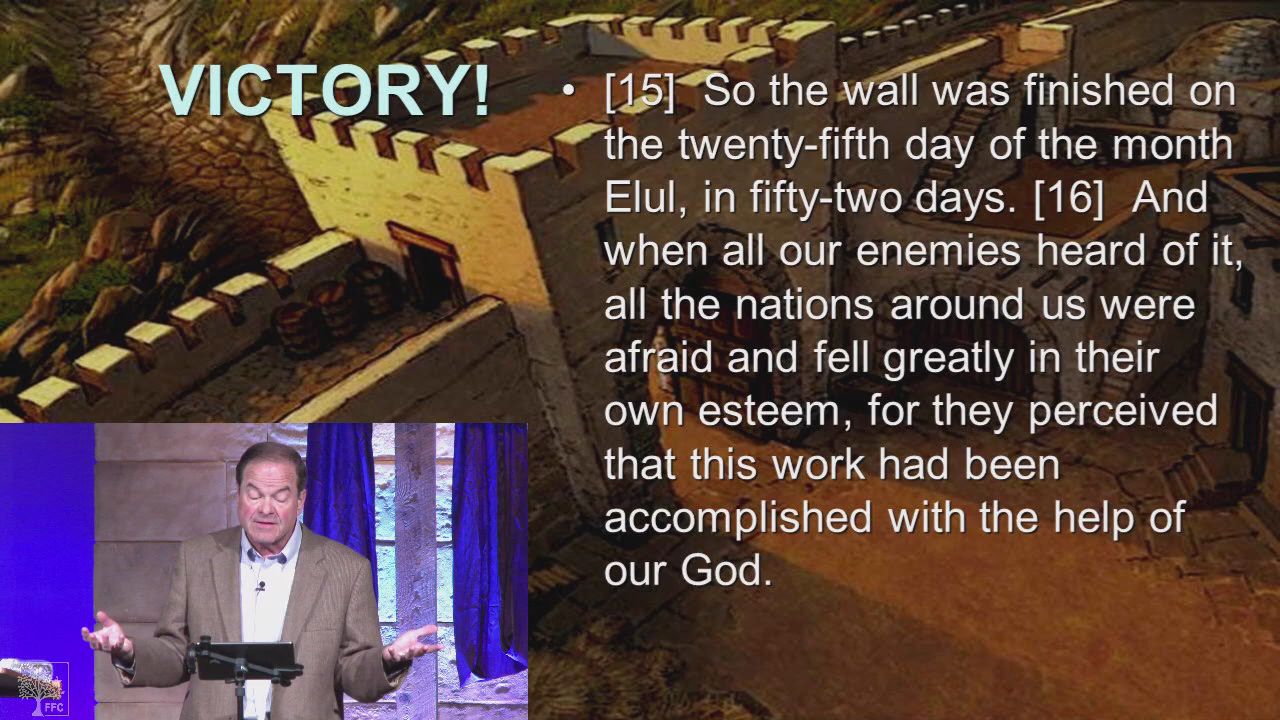 VICTORY!
• [15]  So the wall was finished on
the twenty-fifth day of the month
Elul, in fifty-two days. [16]  And
when all our enemies heard of it,
all the nations around us were
afraid and fell greatly in their
own esteem, for they perceived
that this work had been
accomplished with the help of
our God.
FFC